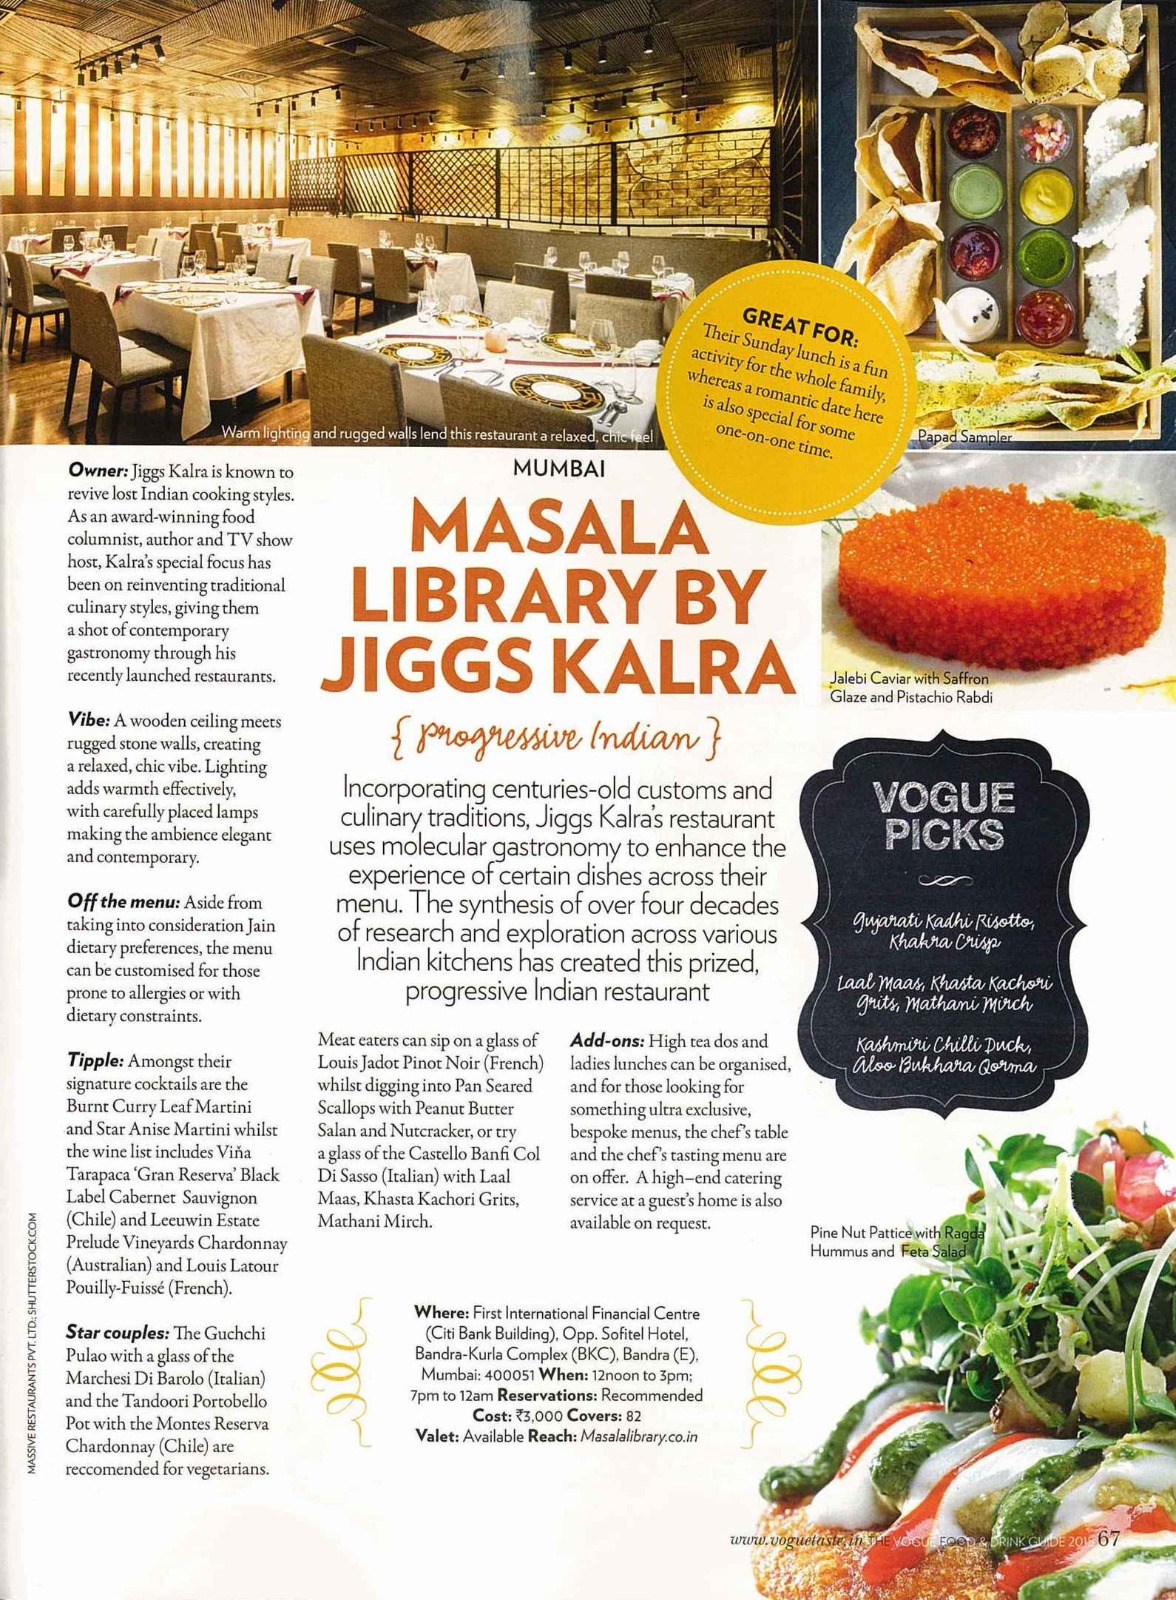 Warm lighting and rugged walls lend this restaurant a relaxed, chic feel
GREAT FOR:
Their Sunday lunch is a fun
activity for the whole family,
whereas a romantic date here
is also special for some
one-on-one time.
Papad Sampler
Jalebi Caviar with Saffron
Glaze and Pistachio Rabdi
MUMBAI
MASALA
LIBRARY BY
JIGGS KALRA
{ Progressive Indian }
Incorporating centuries-old customs and
culinary traditions, Jiggs Kalra's restaurant
uses molecular gastronomy to enhance the
experience of certain dishes across their
menu. The synthesis of over four decades
of research and exploration across various
Indian kitchens has created this prized,
progressive Indian restaurant
Owner: Jiggs Kalra is known to
revive lost Indian cooking styles.
As an award-winning food
columnist, author and TV show
host, Kalra's special focus has
been on reinventing traditional
culinary styles, giving them
a shot of contemporary
gastronomy through his
recently launched restaurants.
Vibe: A wooden ceiling meets
rugged stone walls, creating
a relaxed, chic vibe. Lighting
adds warmth effectively,
with carefully placed lamps
making the ambience elegant
and contemporary.
Off the menu: Aside from
taking into consideration Jain
dietary preferences, the menu
can be customised for those
prone to allergies or with
dietary constraints.
Tipple: Amongst their
signature cocktails are the
Burnt Curry Leaf Martini
and Star Anise Martini whilst
the wine list includes Viña
Tarapaca 'Gran Reserva' Black
Label Cabernet Sauvignon
(Chile) and Leeuwin Estate
Prelude Vineyards Chardonnay
(Australian) and Louis Latour
Pouilly-Fuissé (French).
Star couples: The Guchchi
Pulao with a glass of the
Marchesi Di Barolo (Italian)
and the Tandoori Portobello
Pot with the Montes Reserva
Chardonnay (Chile) are
reccomended for vegetarians.
Meat eaters can sip on a glass of
Louis Jadot Pinot Noir (French)
whilst digging into Pan Seared
Scallops with Peanut Butter
Salan and Nutcracker, or try
a glass of the Castello Banfi Col
Di Sasso (Italian) with Laal
Maas, Khasta Kachori Grits,
Mathani Mirch.
Add-ons: High tea dos and
ladies lunches can be organised,
and for those looking for
something ultra exclusive,
bespoke menus, the chef's table
and the chef's tasting menu are
on offer. A high-end catering
service at a guest's home is also
available on request.
Where: First International Financial Centre
(Citi Bank Building), Opp. Sofitel Hotel,
Bandra-Kurla Complex (BKC), Bandra (E),
Mumbai: 400051 When: 12noon to 3pm;
7pm to 12am Reservations: Recommended
Cost: ₹3,000 Covers: 82
Valet: Available Reach: Masalalibrary.co.in
VOGUE
PICKS
Gujarati Kadhi Risotto,
Khakra Crisp
Laal Maas, Khasta Kachori
Grits, Mathani Mirch
Kashmiri Chilli Duck,
Aloo Bukhara Qorma
Pine Nut Pattice with Ragda
Hummus and Feta Salad
MASSIVE RESTAURANTS PVT. LTD; SHUTTERSTOCK.COM
www.voguetaste.in THE VOGUE FOOD & DRINK GUIDE 67